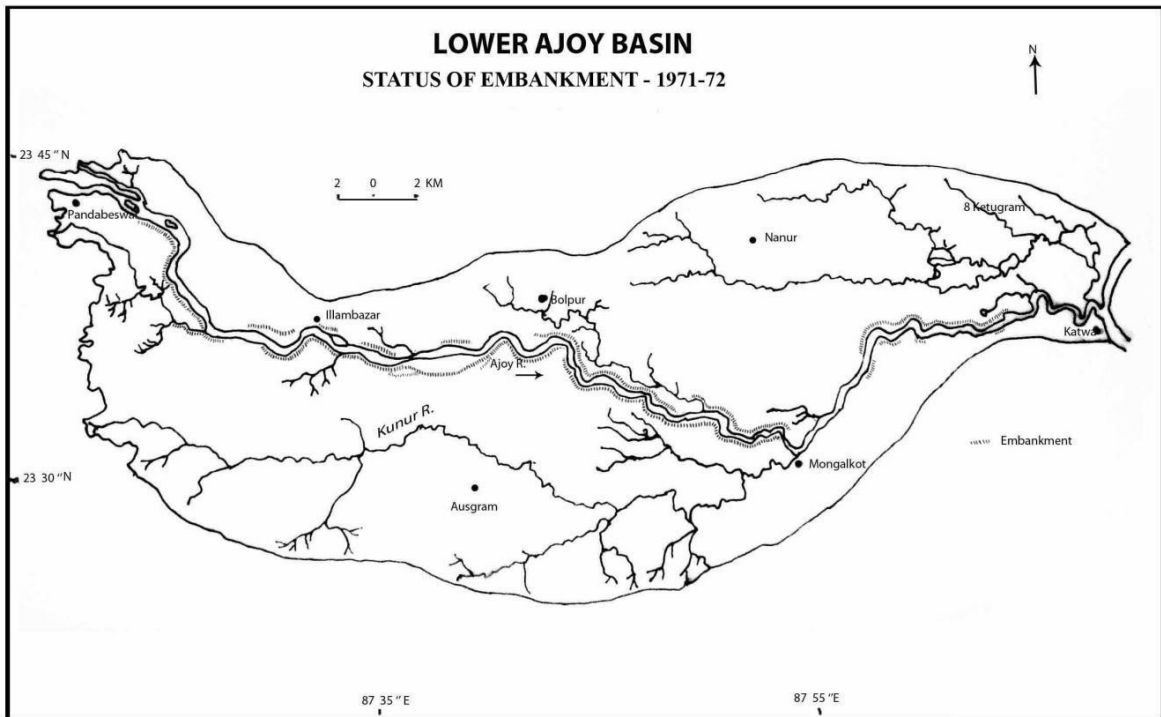 LOWER AJOY BASIN
STATUS OF EMBANKMENT - 1971-72
N
23 45 '' N
2 0 2 KM
Pandabeswar
8 Ketugram
Nanur
Bolpur
Illambazar
Katwa
Ajoy R.
Kunur R.
Embankment
Mongalkot
23 30 ''N
Ausgram
87 35 '' E
87 55 ''E